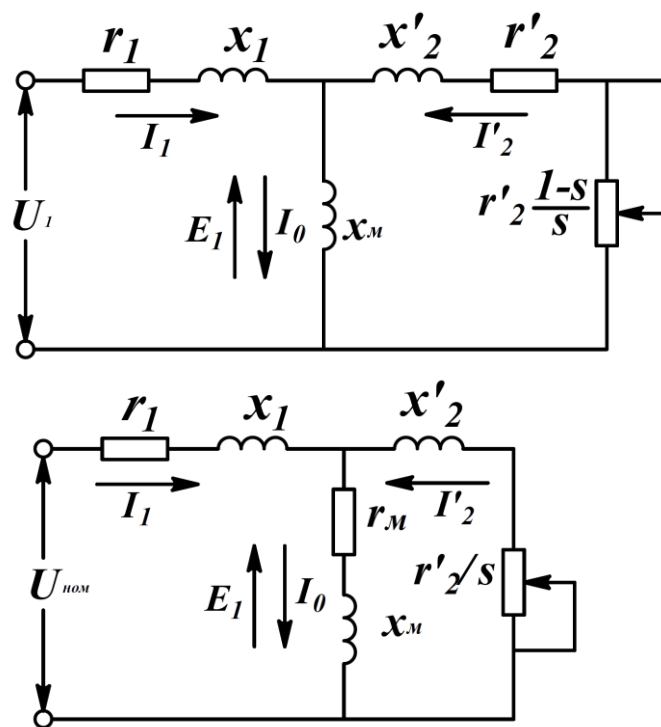 r1 x1 x'2 r'2
I1 I'2
U1 E1 I0 xм r'2 1-s/s
r1 x1 x'2
I1 rм I'2
Uном E1 I0 xм r'2/s